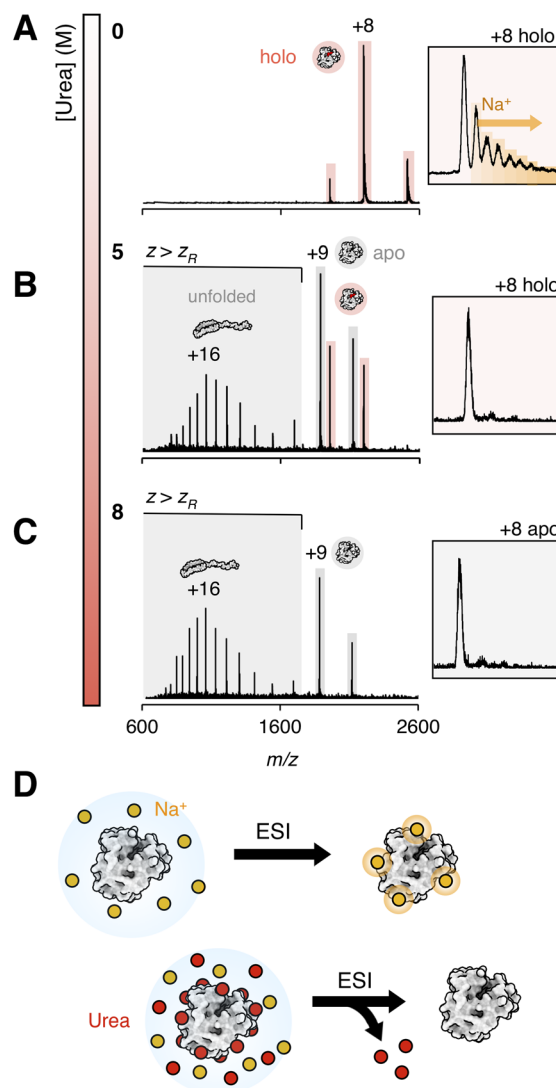 A
[Urea] (M)
0
holo
+8
+8 holo
Na⁺
B
5
z > z_R
unfolded
+16
+9
apo
+8 holo
C
8
z > z_R
+16
+9
+8 apo
600
1600
2600
m/z
D
Na⁺
ESI
Urea
ESI